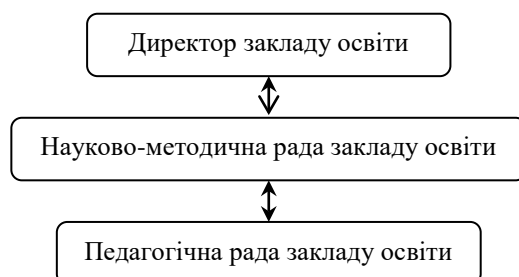 Директор закладу освіти
Науково-методична рада закладу освіти
Педагогічна рада закладу освіти